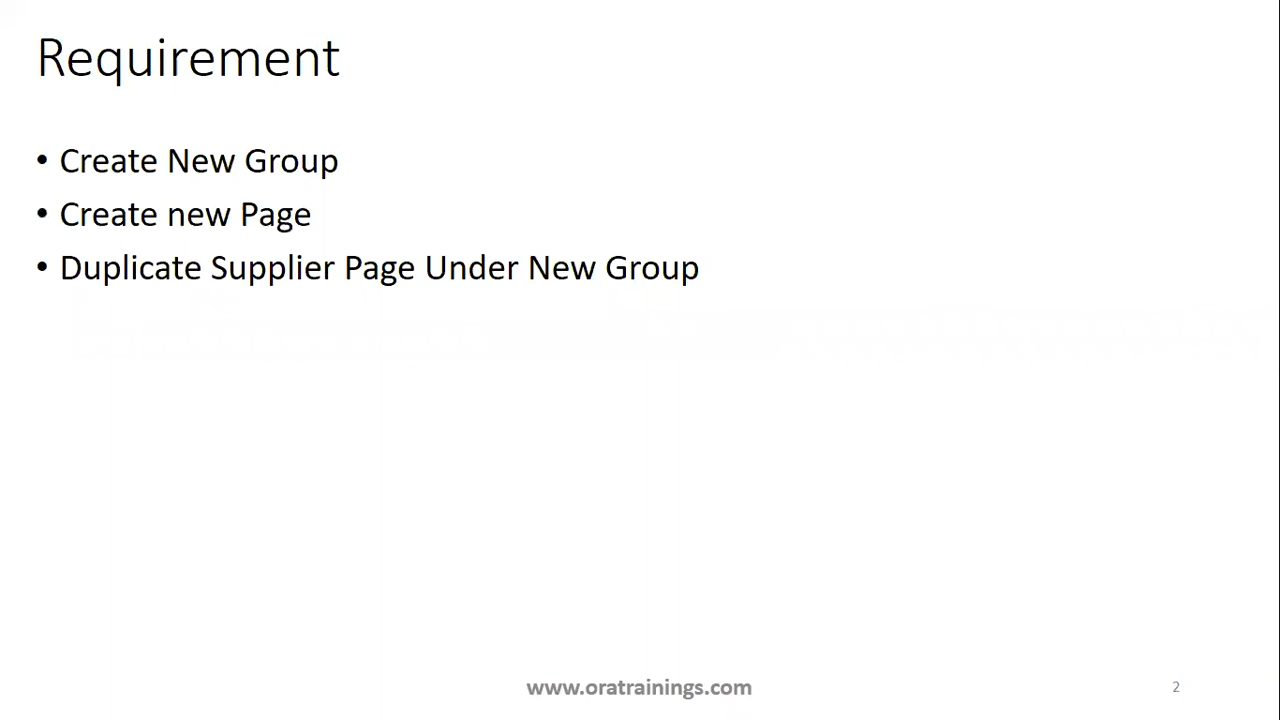 Requirement
• Create New Group
• Create new Page
• Duplicate Supplier Page Under New Group
www.oratrainings.com
2